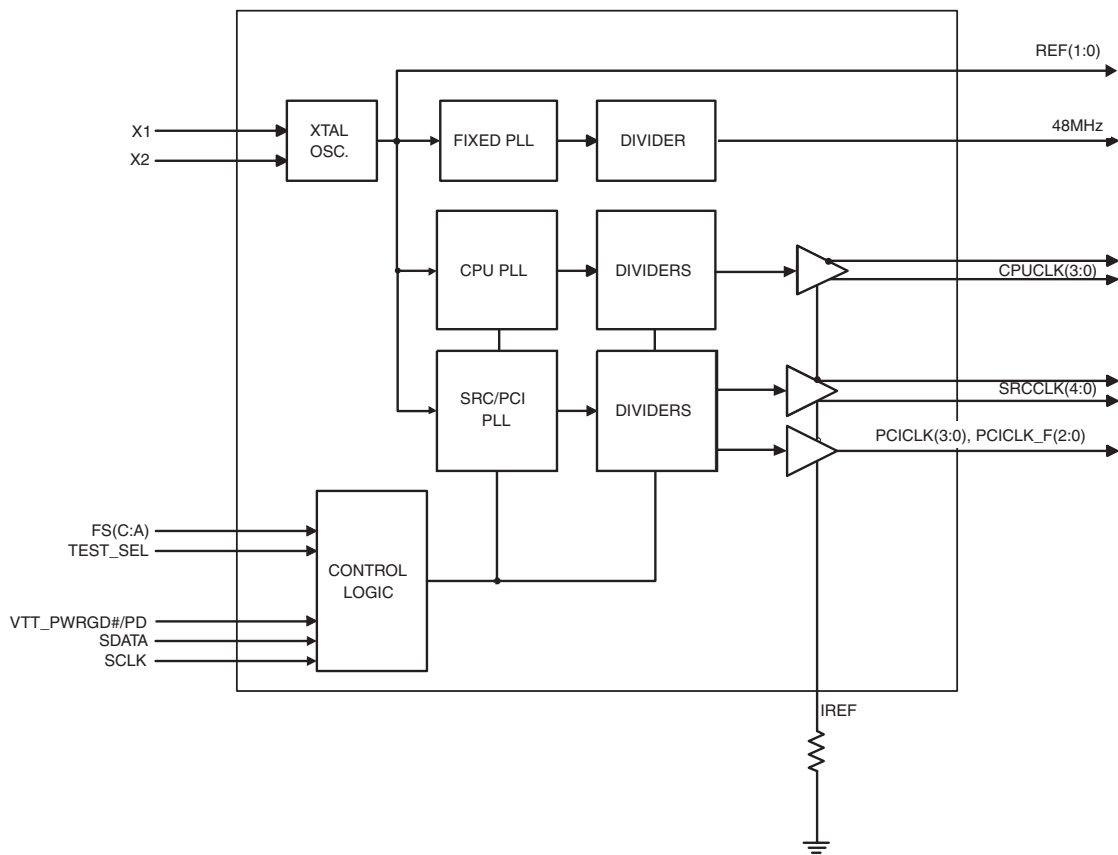 REF(1:0)
X1
X2
XTAL
OSC.
FIXED PLL
DIVIDER
48MHz
CPU PLL
DIVIDERS
CPUCLK(3:0)
SRC/PCI
PLL
DIVIDERS
SRCCLK(4:0)
PCICLK(3:0), PCICLK_F(2:0)
FS(C:A)
TEST_SEL
VTT_PWRGD#/PD
SDATA
SCLK
CONTROL
LOGIC
IREF